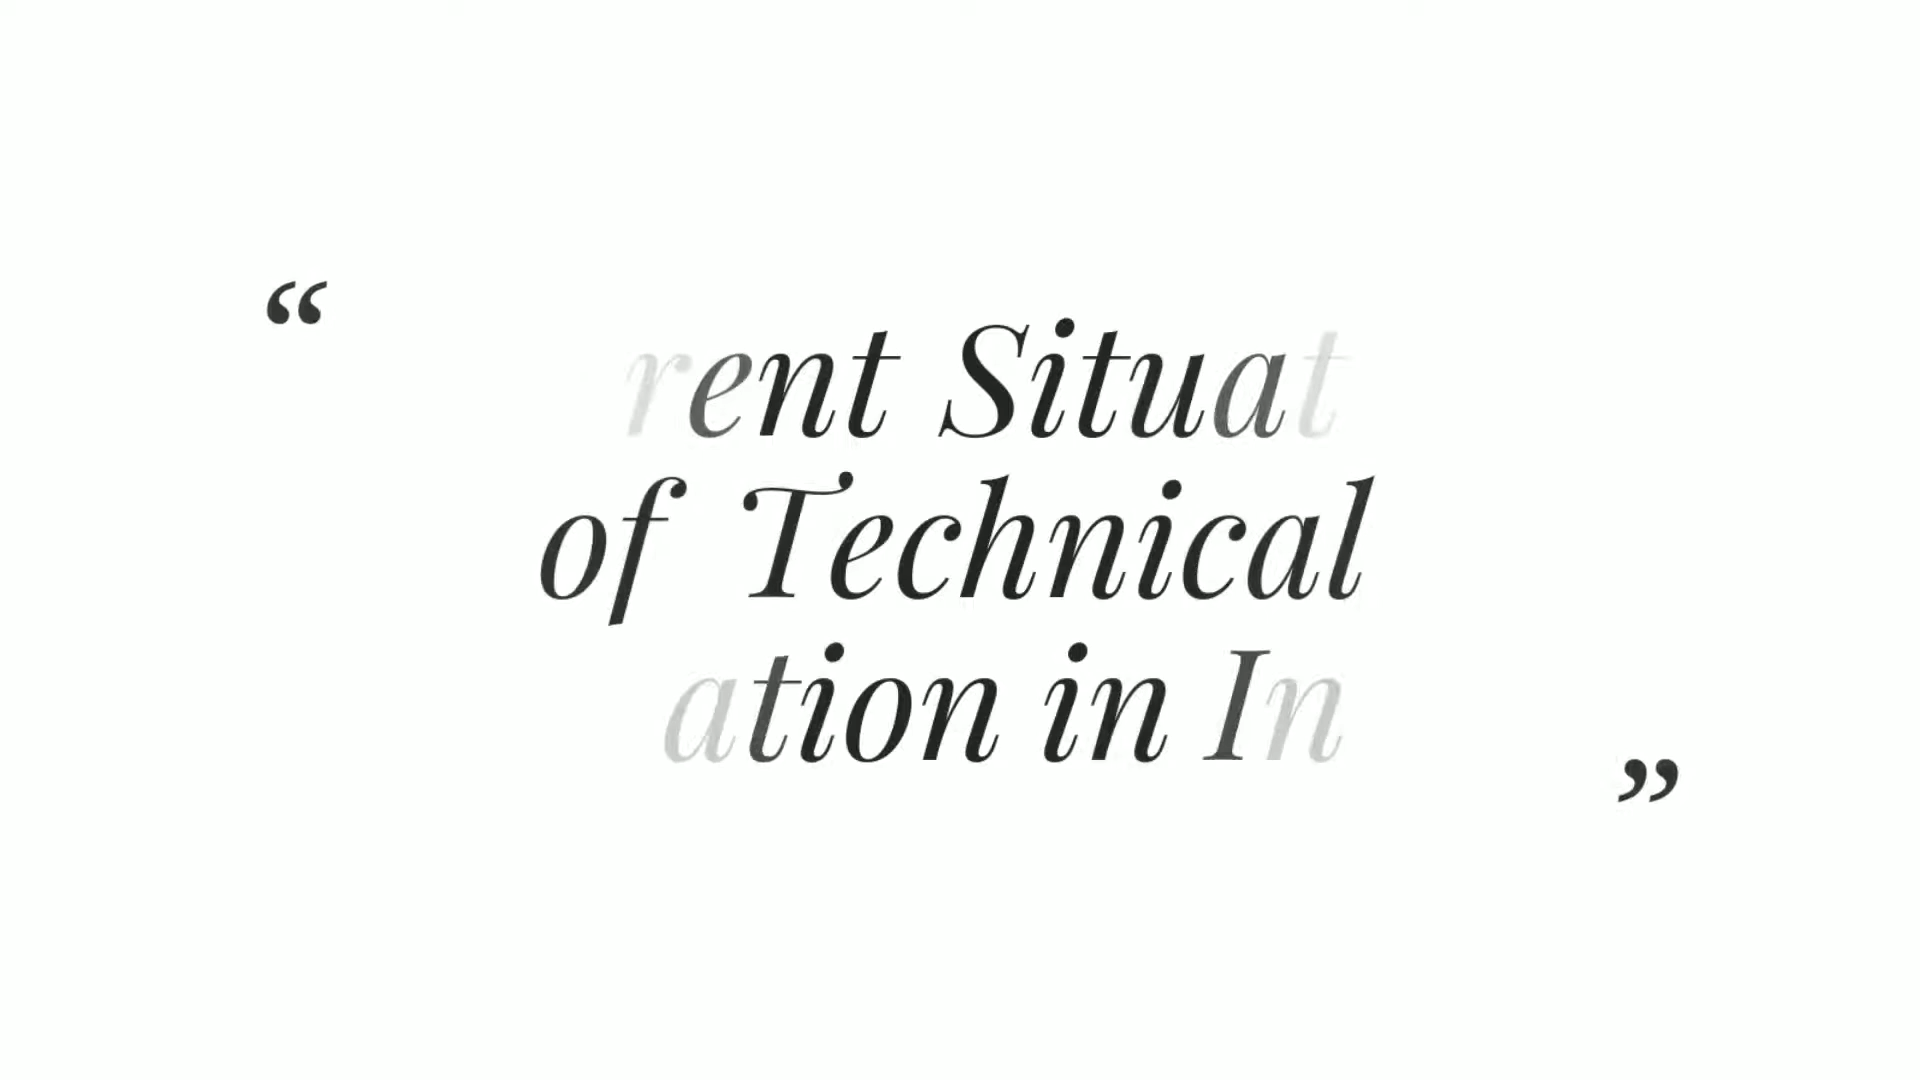 “
rent Situat
of Technical
ation in In
”